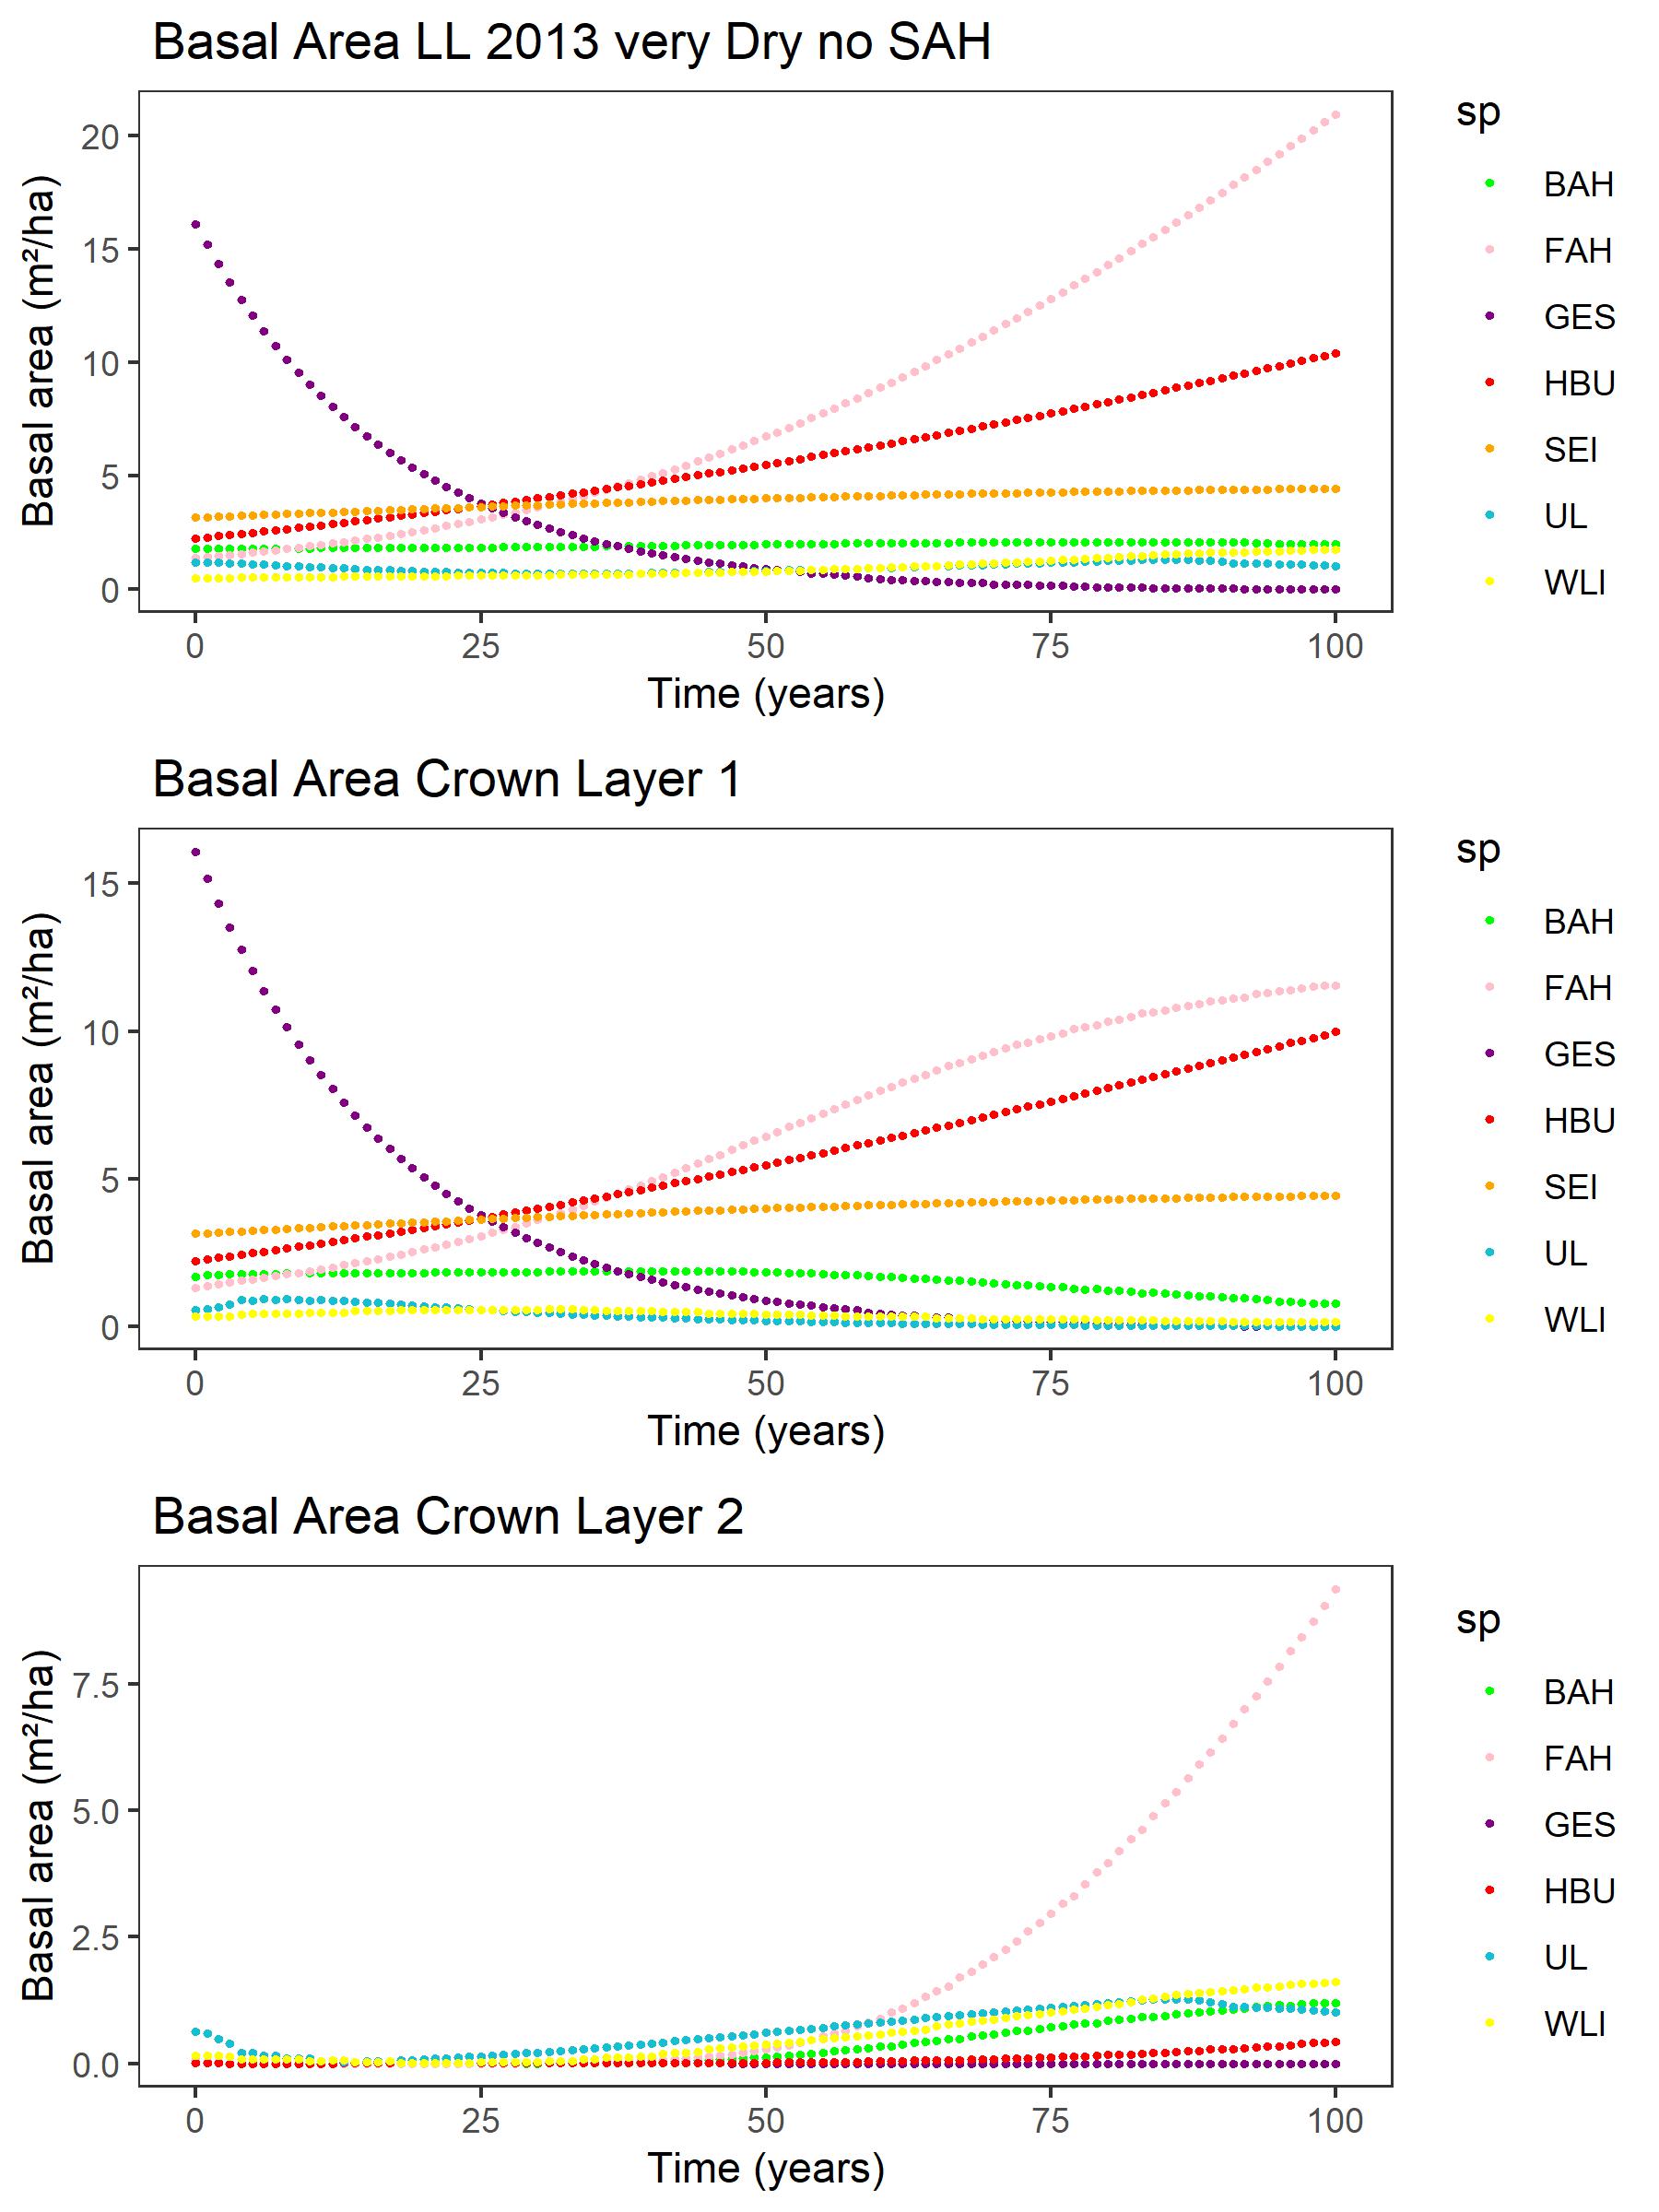 Basal Area LL 2013 very Dry no SAH
Basal area (m²/ha)
20
15
10
5
0
0 25 50 75 100
Time (years)
sp
BAH
FAH
GES
HBU
SEI
UL
WLI
Basal Area Crown Layer 1
Basal area (m²/ha)
15
10
5
0
0 25 50 75 100
Time (years)
sp
BAH
FAH
GES
HBU
SEI
UL
WLI
Basal Area Crown Layer 2
Basal area (m²/ha)
7.5
5.0
2.5
0.0
0 25 50 75 100
Time (years)
sp
BAH
FAH
GES
HBU
UL
WLI